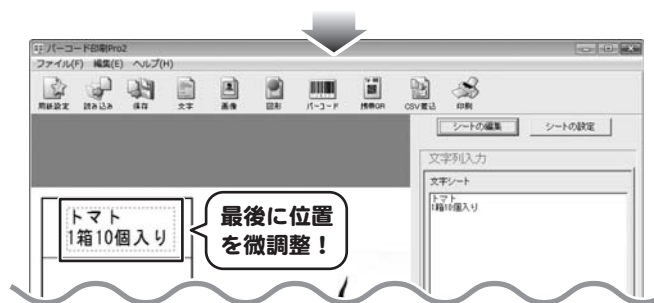 バーコード印刷Pro2
ファイル(F) 編集(E) ヘルプ(H)
用紙設定 読み込み 保存 文字 画像 図形 バーコード 携帯QR CSV差込 印刷
シートの編集 シートの設定
文字列入力
文字シート
トマト
1箱10個入り
トマト
1箱10個入り
最後に位置
を微調整!